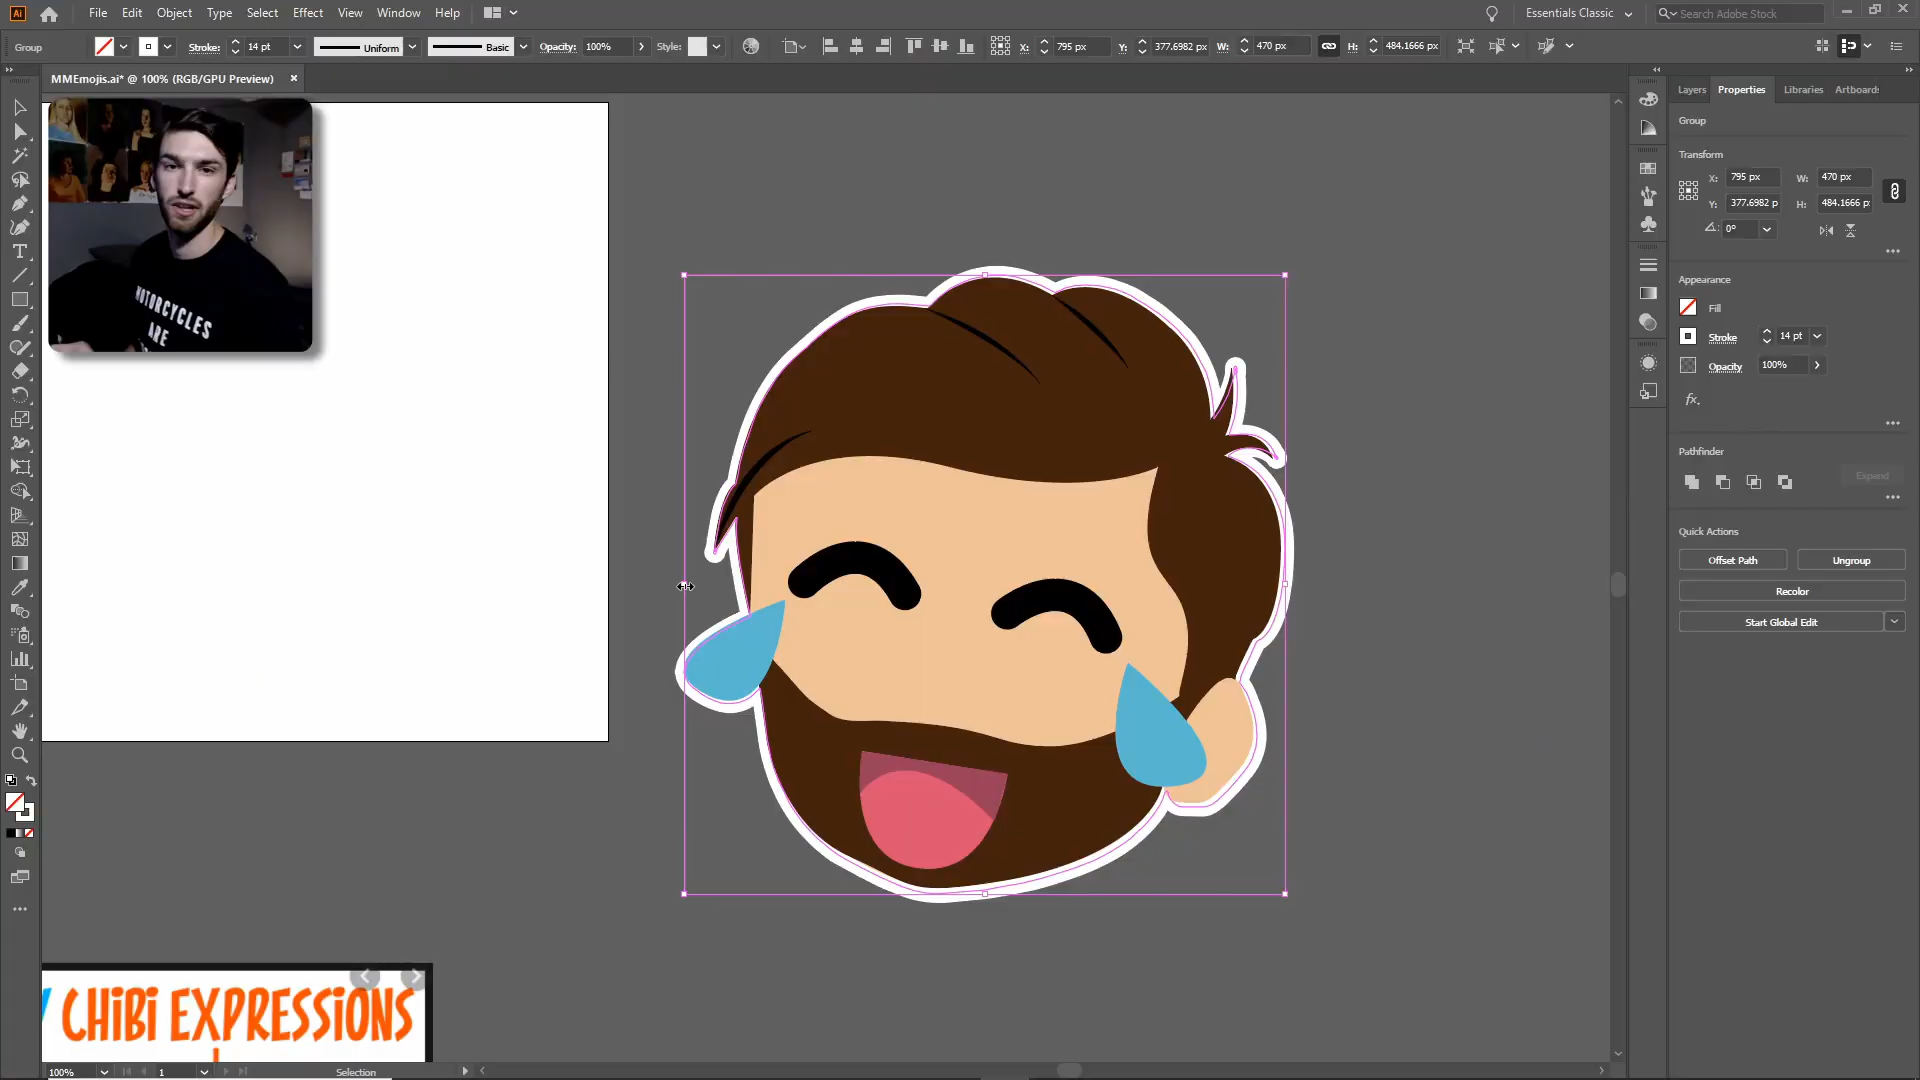 Ai File Edit Object Type Select Effect View Window Help Essentials Classic Search Adobe Stock
Group Stroke: 14 pt Uniform Basic Opacity: 100% Style: X: 795 px Y: 377.6982 px W: 470 px H: 484.1666 px
MMEmojis.ai* @ 100% (RGB/GPU Preview)
Layers Properties Libraries Artboards
Group
Transform
X: 795 px W: 470 px
Y: 377.6982 p H: 484.1666 p
0°
Appearance
Fill
Stroke 14 pt
Opacity 100%
fx.
Pathfinder
Expand
Quick Actions
Offset Path Ungroup
Recolor
Start Global Edit
MOTORCYCLES
ARE
CHiBi EXPRESSiONS
100% 1 Selection